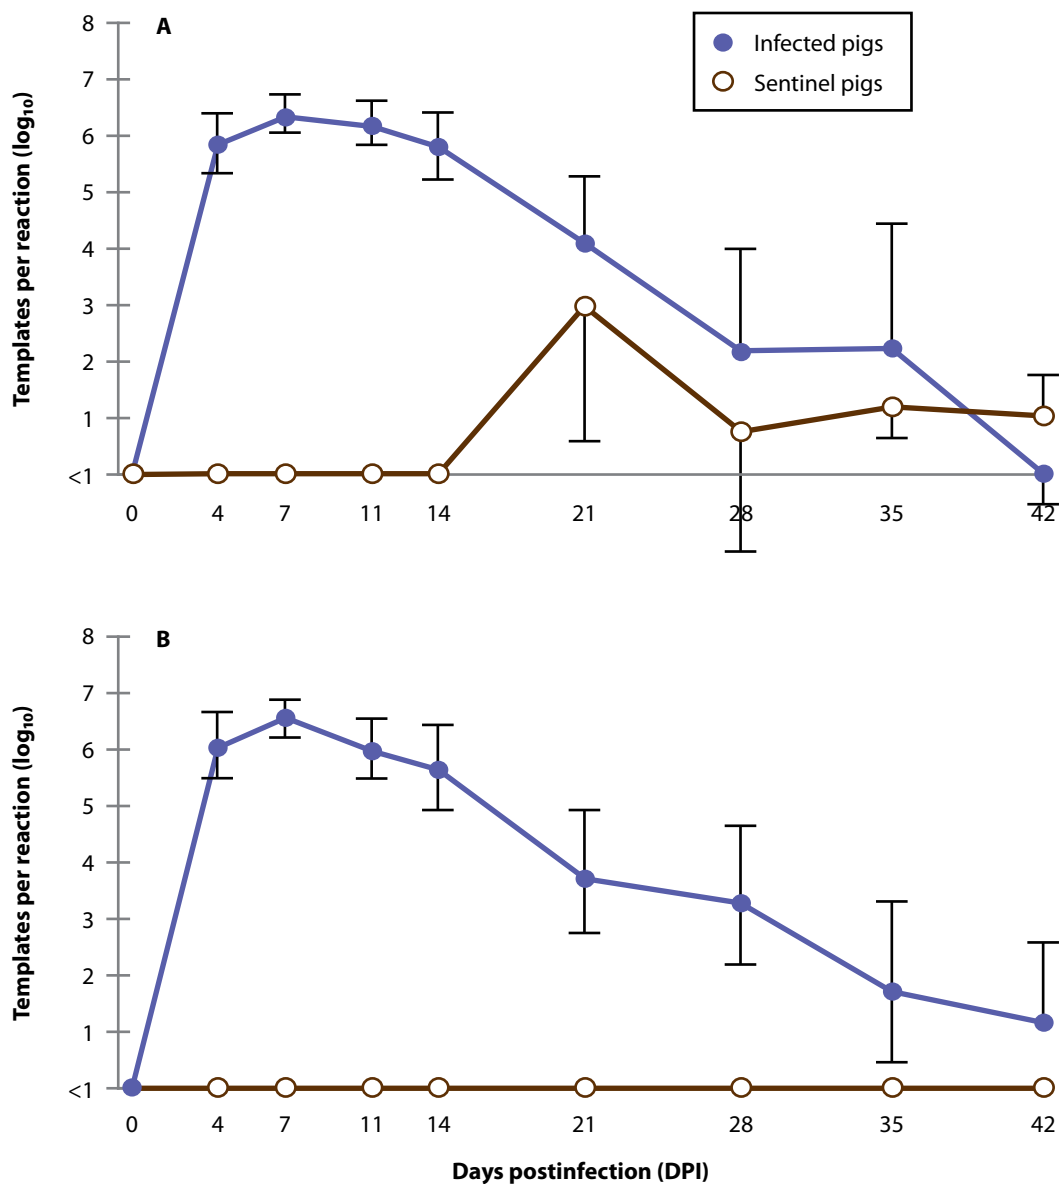 A
Infected pigs
Sentinel pigs
Templates per reaction (log₁₀)
8
7
6
5
4
3
2
1
<1
0 4 7 11 14 21 28 35 42
B
Templates per reaction (log₁₀)
8
7
6
5
4
3
2
1
<1
0 4 7 11 14 21 28 35 42
Days postinfection (DPI)